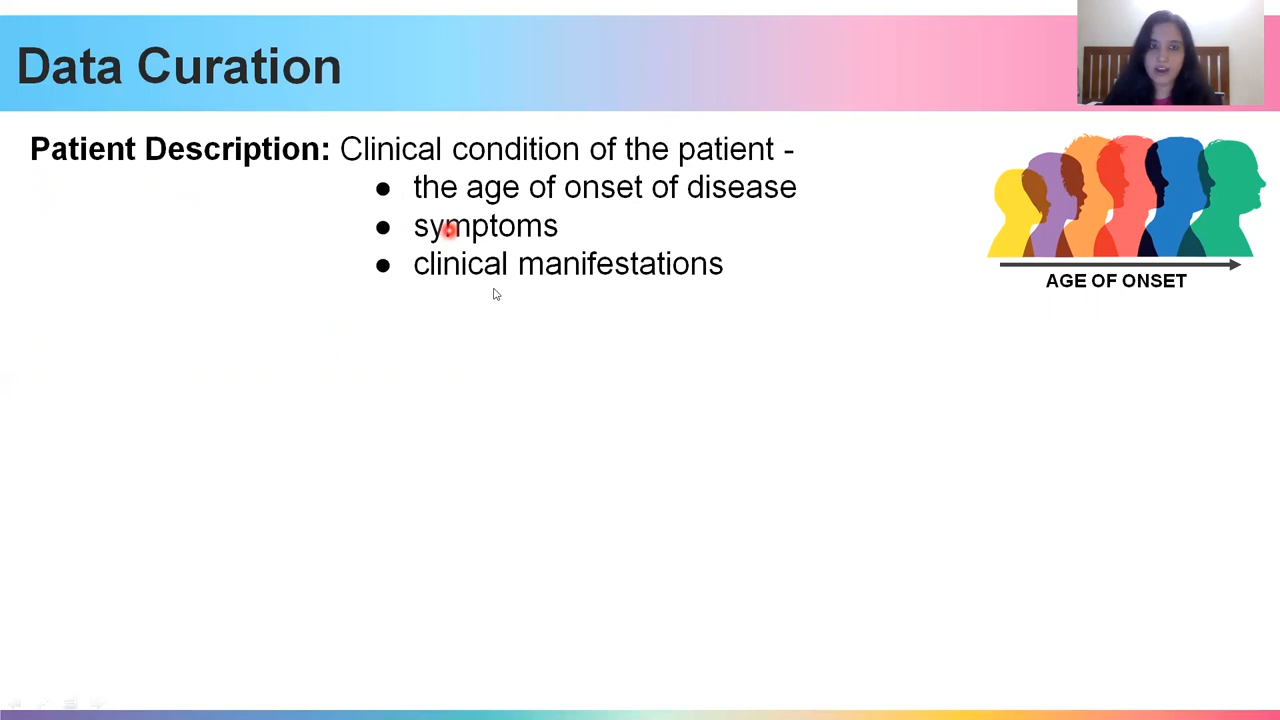 Data Curation
Patient Description: Clinical condition of the patient -
● the age of onset of disease
● symptoms
● clinical manifestations
AGE OF ONSET